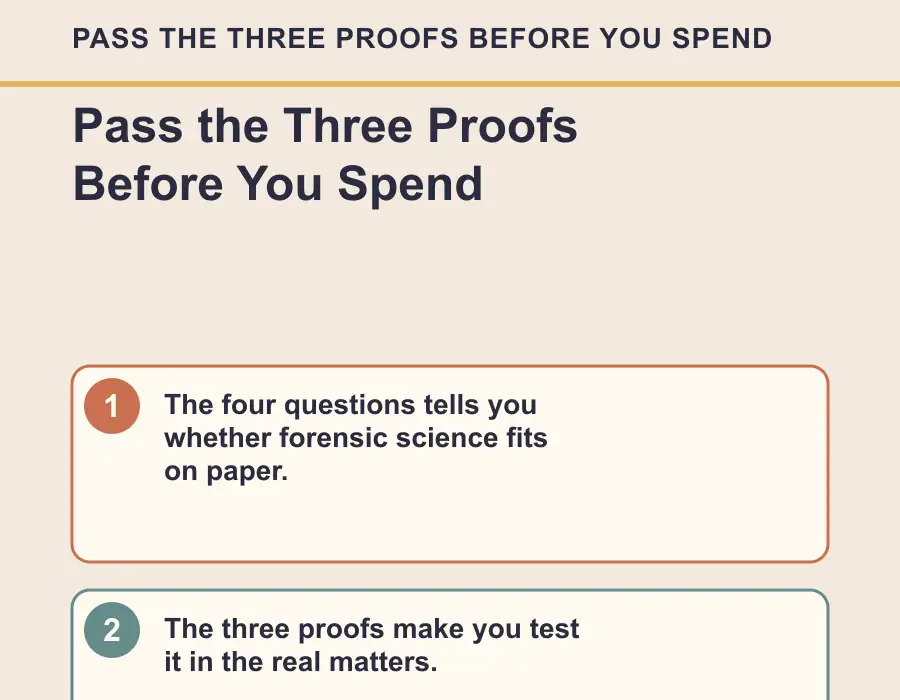 PASS THE THREE PROOFS BEFORE YOU SPEND
Pass the Three Proofs
Before You Spend
1
The four questions tells you
whether forensic science fits
on paper.
2
The three proofs make you test
it in the real matters.